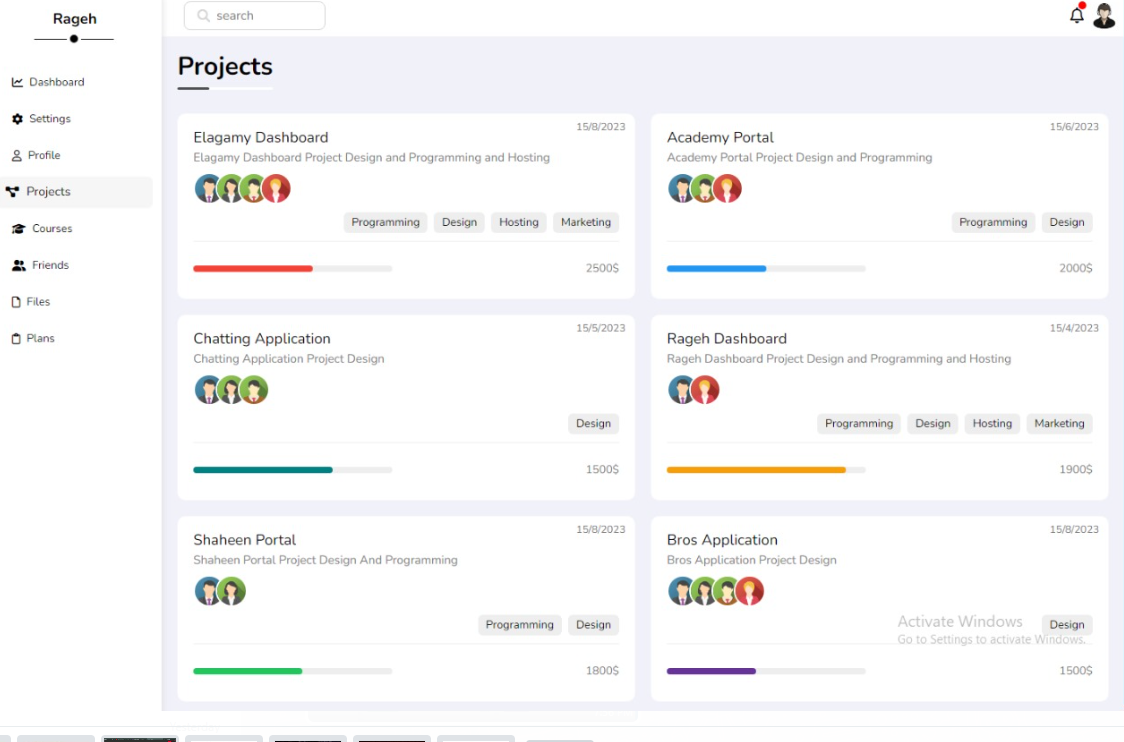 Rageh
search
Dashboard
Settings
Profile
Projects
Courses
Friends
Files
Plans
Projects
15/8/2023
Elagamy Dashboard
Elagamy Dashboard Project Design and Programming and Hosting
Programming Design Hosting Marketing
2500$
15/6/2023
Academy Portal
Academy Portal Project Design and Programming
Programming Design
2000$
15/5/2023
Chatting Application
Chatting Application Project Design
Design
1500$
15/4/2023
Rageh Dashboard
Rageh Dashboard Project Design and Programming and Hosting
Programming Design Hosting Marketing
1900$
15/8/2023
Shaheen Portal
Shaheen Portal Project Design And Programming
Programming Design
1800$
15/8/2023
Bros Application
Bros Application Project Design
Design
1500$
Activate Windows
Go to Settings to activate Windows.